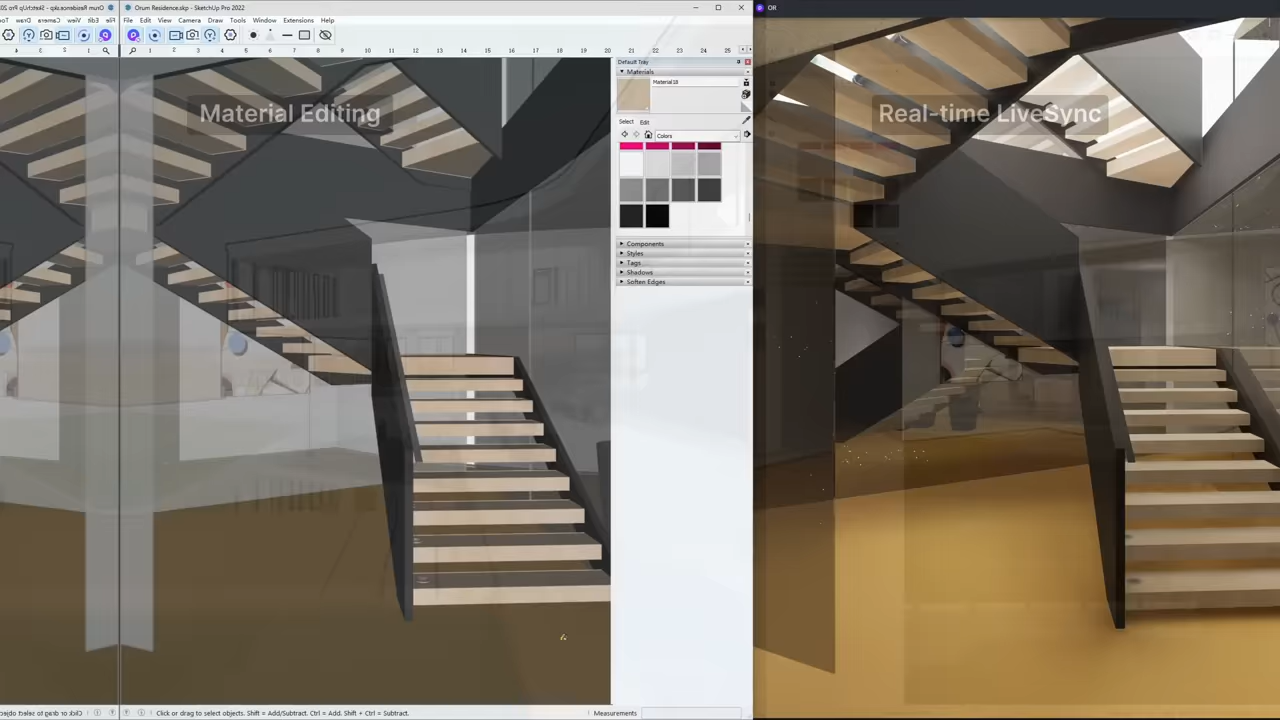 Orum Residence.skp - SketchUp Pro 2022
File Edit View Camera Draw Tools Window Extensions Help
Default Tray
Materials
Material18
Select Edit
Colors
Components
Styles
Tags
Shadows
Soften Edges
Material Editing
OR
Real-time LiveSync
Click or drag to select objects. Shift = Add/Subtract. Ctrl = Add. Shift + Ctrl = Subtract.
Measurements